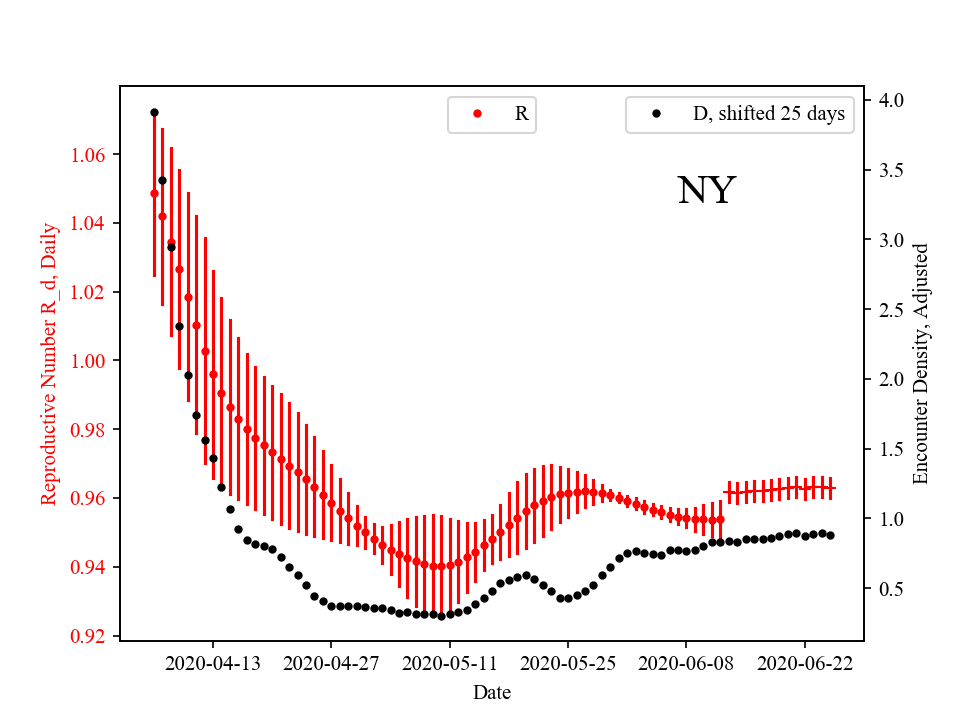 R
D, shifted 25 days
NY
Reproductive Number R_d, Daily
1.06
1.04
1.02
1.00
0.98
0.96
0.94
0.92
4.0
3.5
3.0
2.5
2.0
1.5
1.0
0.5
Encounter Density, Adjusted
2020-04-13 2020-04-27 2020-05-11 2020-05-25 2020-06-08 2020-06-22
Date